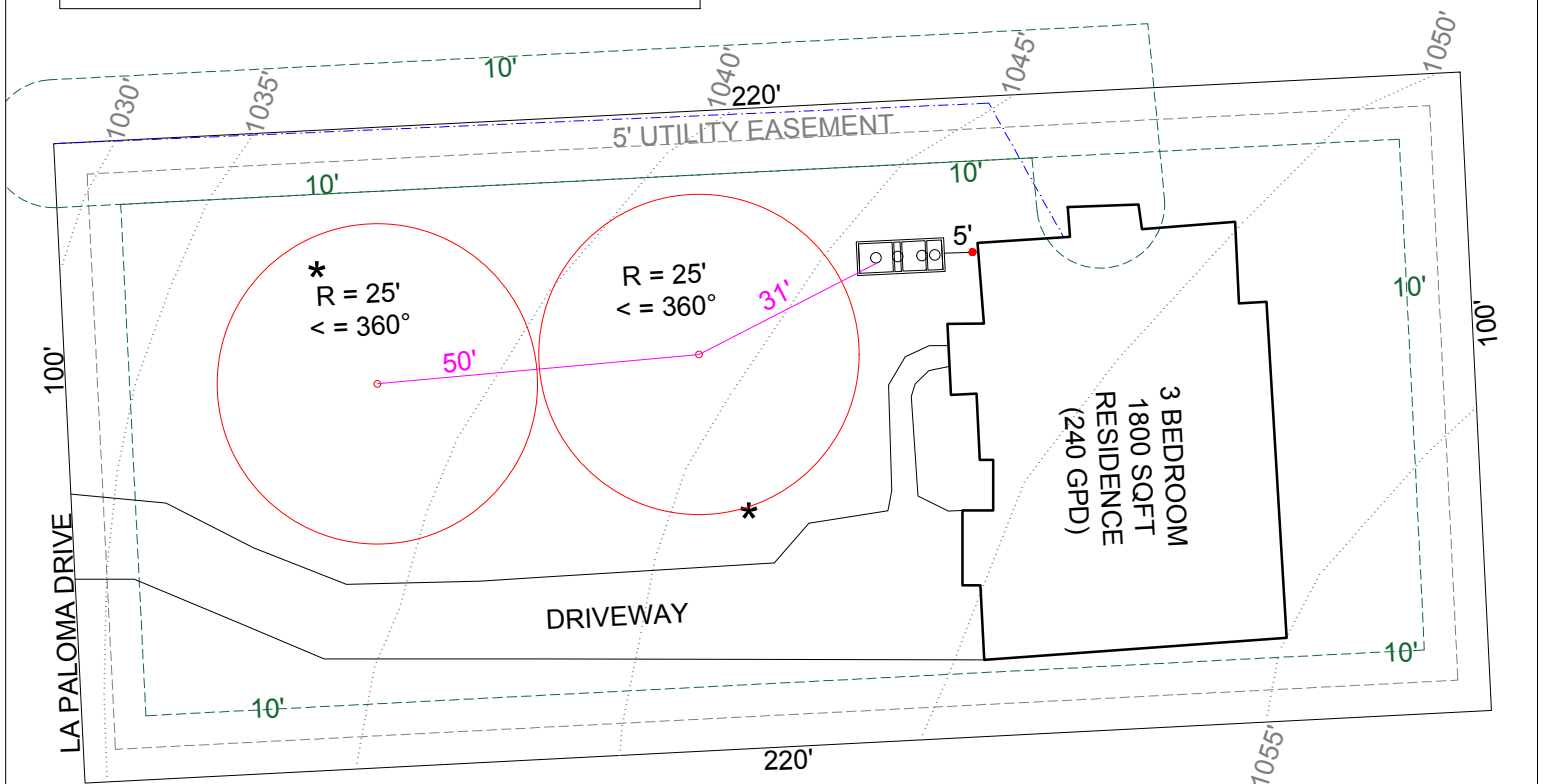 1050'
1045'
1040'
1035'
1030'
10'
220'
5' UTILITY EASEMENT
10'
10'
5'
*
R = 25'
< = 360°
R = 25'
< = 360°
31'
50'
10'
100'
100'
3 BEDROOM
1800 SQFT
RESIDENCE
(240 GPD)
*
LA PALOMA DRIVE
DRIVEWAY
10'
10'
220'
1055'